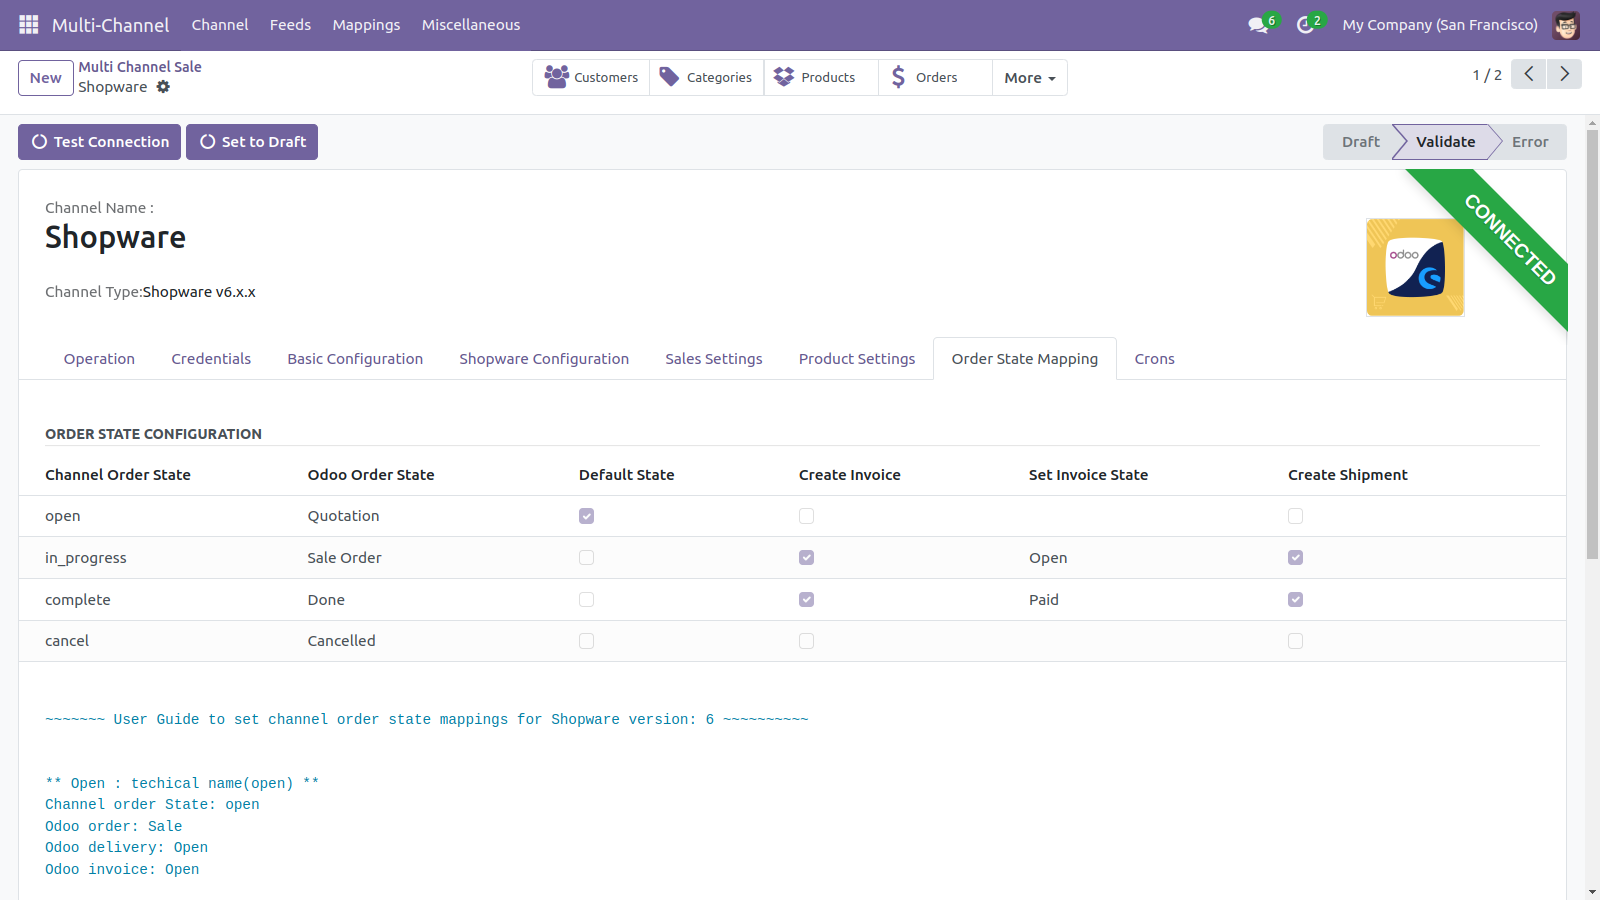 Multi-Channel Channel Feeds Mappings Miscellaneous 6 2 My Company (San Francisco)
New Multi Channel Sale
Shopware
Customers Categories Products Orders More
1 / 2
Test Connection Set to Draft Draft Validate Error
CONNECTED
Channel Name :
Shopware
odoo
Channel Type:Shopware v6.x.x
Operation Credentials Basic Configuration Shopware Configuration Sales Settings Product Settings Order State Mapping Crons
ORDER STATE CONFIGURATION
Channel Order State Odoo Order State Default State Create Invoice Set Invoice State Create Shipment
open Quotation
in_progress Sale Order Open
complete Done Paid
cancel Cancelled
~~~~~~~ User Guide to set channel order state mappings for Shopware version: 6 ~~~~~~~~~~
** Open : techical name(open) **
Channel order State: open
Odoo order: Sale
Odoo delivery: Open
Odoo invoice: Open